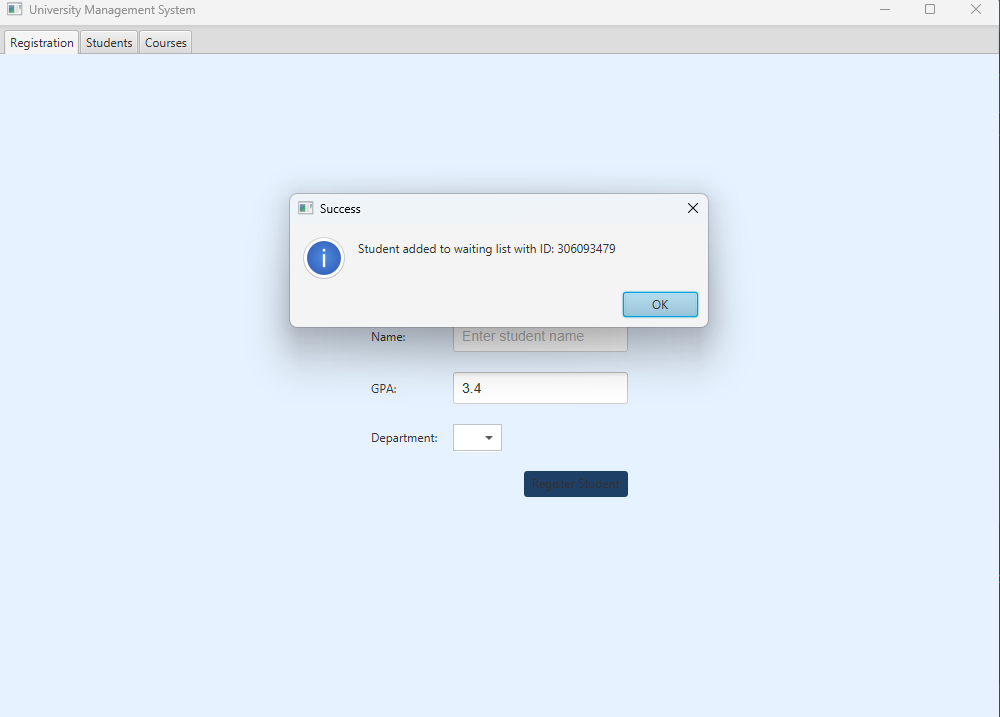 University Management System
Registration Students Courses
Success
Student added to waiting list with ID: 306093479
OK
Name: Enter student name
GPA: 3.4
Department:
Register Student